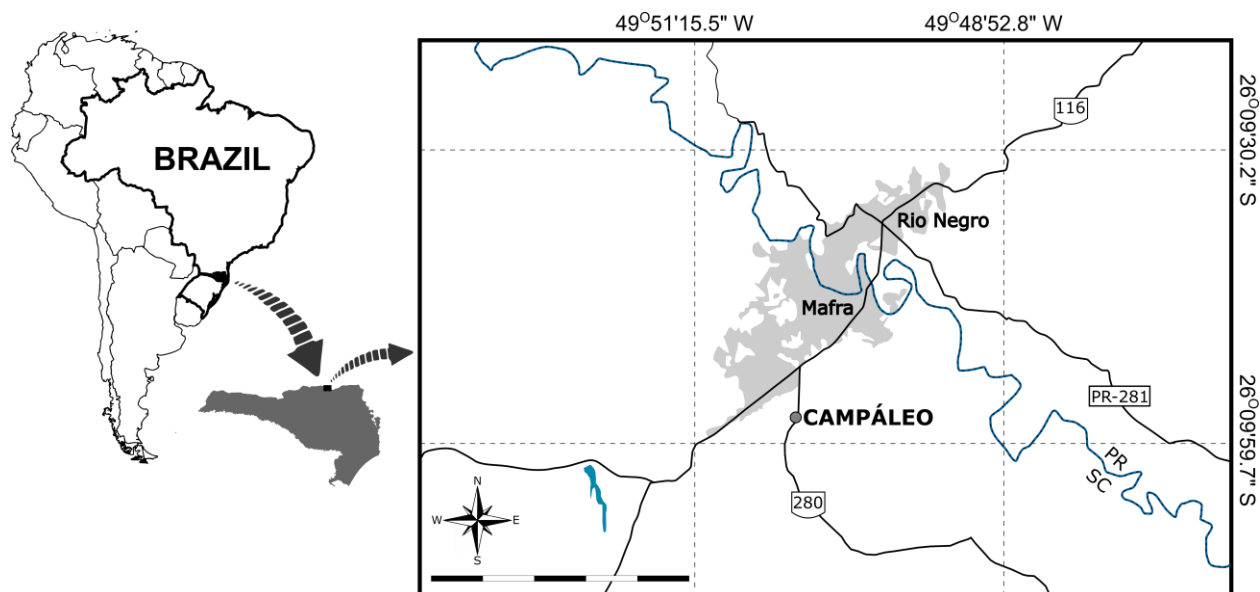 49°51'15.5" W
49°48'52.8" W
BRAZIL
116
26°09'30.2" S
Rio Negro
Mafra
PR-281
CAMPÁLEO
26°09'59.7" S
PR
SC
280
N
W
E
S